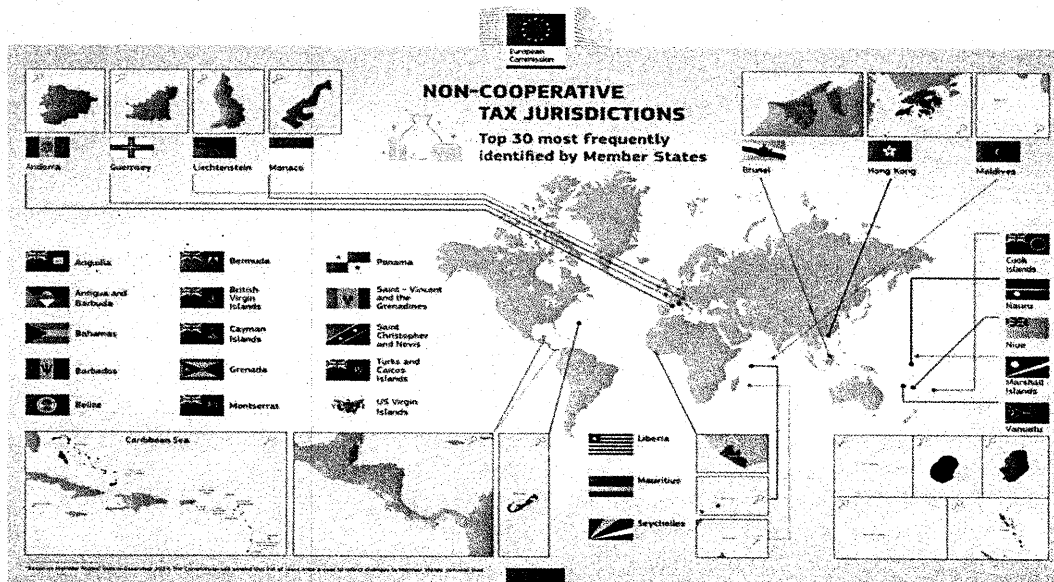 European
Commission
NON-COOPERATIVE
TAX JURISDICTIONS
Top 30 most frequently
identified by Member States
Andorra
Guernsey
Liechtenstein
Monaco
Brunei
Hong Kong
Maldives
Anguilla
Antigua and
Barbuda
Bahamas
Barbados
Belize
Bermuda
British
Virgin
Islands
Cayman
Islands
Grenada
Montserrat
Panama
Saint - Vincent
and the
Grenadines
Saint
Christopher
and Nevis
Turks and
Caicos
Islands
US Virgin
Islands
Cook
Islands
Nauru
Niue
Marshall
Islands
Vanuatu
Caribbean Sea
Liberia
Mauritius
Seychelles